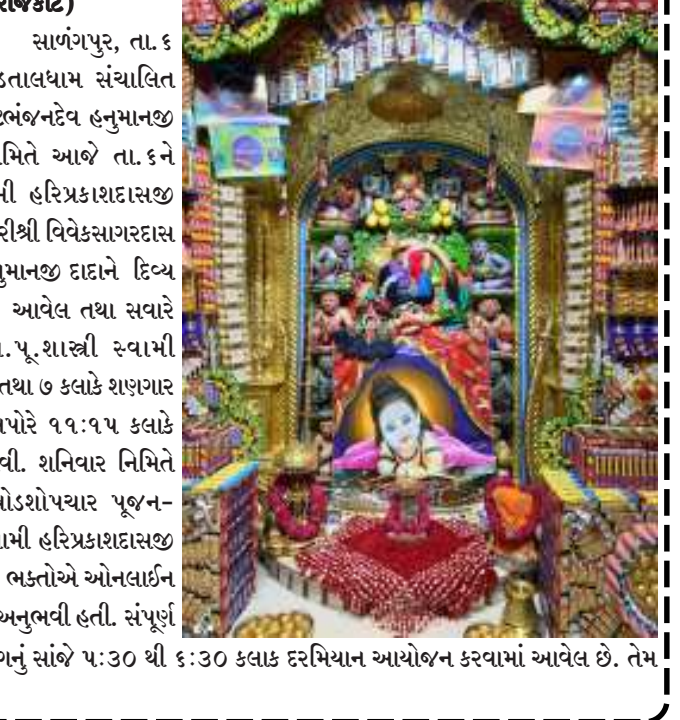 રાજકોટ)
સાળંગપુર, તા.૬
ડતાલધામ સંચાલિત
ભંજનદેવ હનુમાનજી
મિતે આજે તા.૬ને
મી હરિપ્રકાશદાસજી
રીશ્રી વિવેકસાગરદાસ
નુમાનજી દાદાને દિવ્ય
આવેલ તથા સવારે
.પૂ.શાસ્ત્રી સ્વામી
તથા ૭ કલાકે શણગાર
પોરે ૧૧:૧૫ કલાકે
વી. શનિવાર નિમિતે
ષોડશોપચાર પૂજન-
ામી હરિપ્રકાશદાસજી
ભક્તોએ ઓનલાઈન
અનુભવી હતી. સંપૂર્ણ
ગનું સાંજે ૫:૩૦ થી ૬:૩૦ કલાક દરમિયાન આયોજન કરવામાં આવેલ છે. તેમ